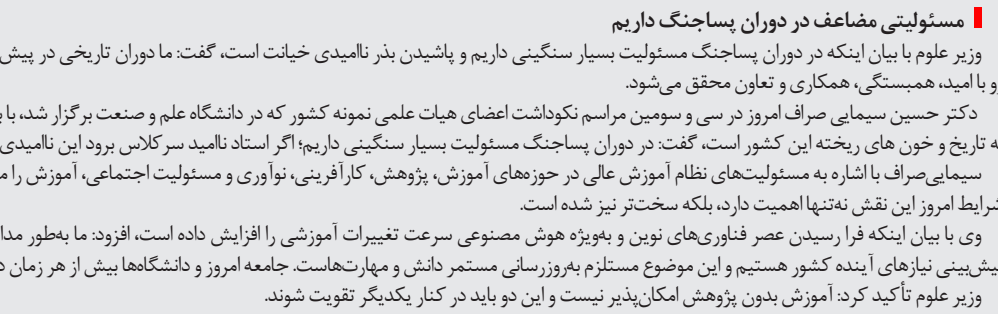 مسئولیتی مضاعف در دوران پساجنگ داریم
وزیر علوم با بیان اینکه در دوران پساجنگ مسئولیت بسیار سنگینی داریم و پاشیدن بذر ناامیدی خیانت است، گفت: ما دوران تاریخی در پیش
با امید، همبستگی، همکاری و تعاون محقق می‌شود.
دکتر حسین سیمایی صراف امروز در سی و سومین مراسم نکوداشت اعضای هیات علمی نمونه کشور که در دانشگاه علم و صنعت برگزار شد، با
تاریخ و خون های ریخته این کشور است، گفت: در دوران پساجنگ مسئولیت بسیار سنگینی داریم؛ اگر استاد ناامید سر کلاس برود این ناامیدی
سیمایی‌صراف با اشاره به مسئولیت‌های نظام آموزش عالی در حوزه‌های آموزش، پژوهش، کارآفرینی، نوآوری و مسئولیت اجتماعی، آموزش را
شرایط امروز این نقش نه‌تنها اهمیت دارد، بلکه سخت‌تر نیز شده است.
وی با بیان اینکه فرا رسیدن عصر فناوری‌های نوین و به‌ویژه هوش مصنوعی سرعت تغییرات آموزشی را افزایش داده است، افزود: ما به‌طور
پیش‌بینی نیازهای آینده کشور هستیم و این موضوع مستلزم به‌روزرسانی مستمر دانش و مهارت‌هاست. جامعه امروز و دانشگاه‌ها بیش از هر زمان
وزیر علوم تأکید کرد: آموزش بدون پژوهش امکان‌پذیر نیست و این دو باید در کنار یکدیگر تقویت شوند.